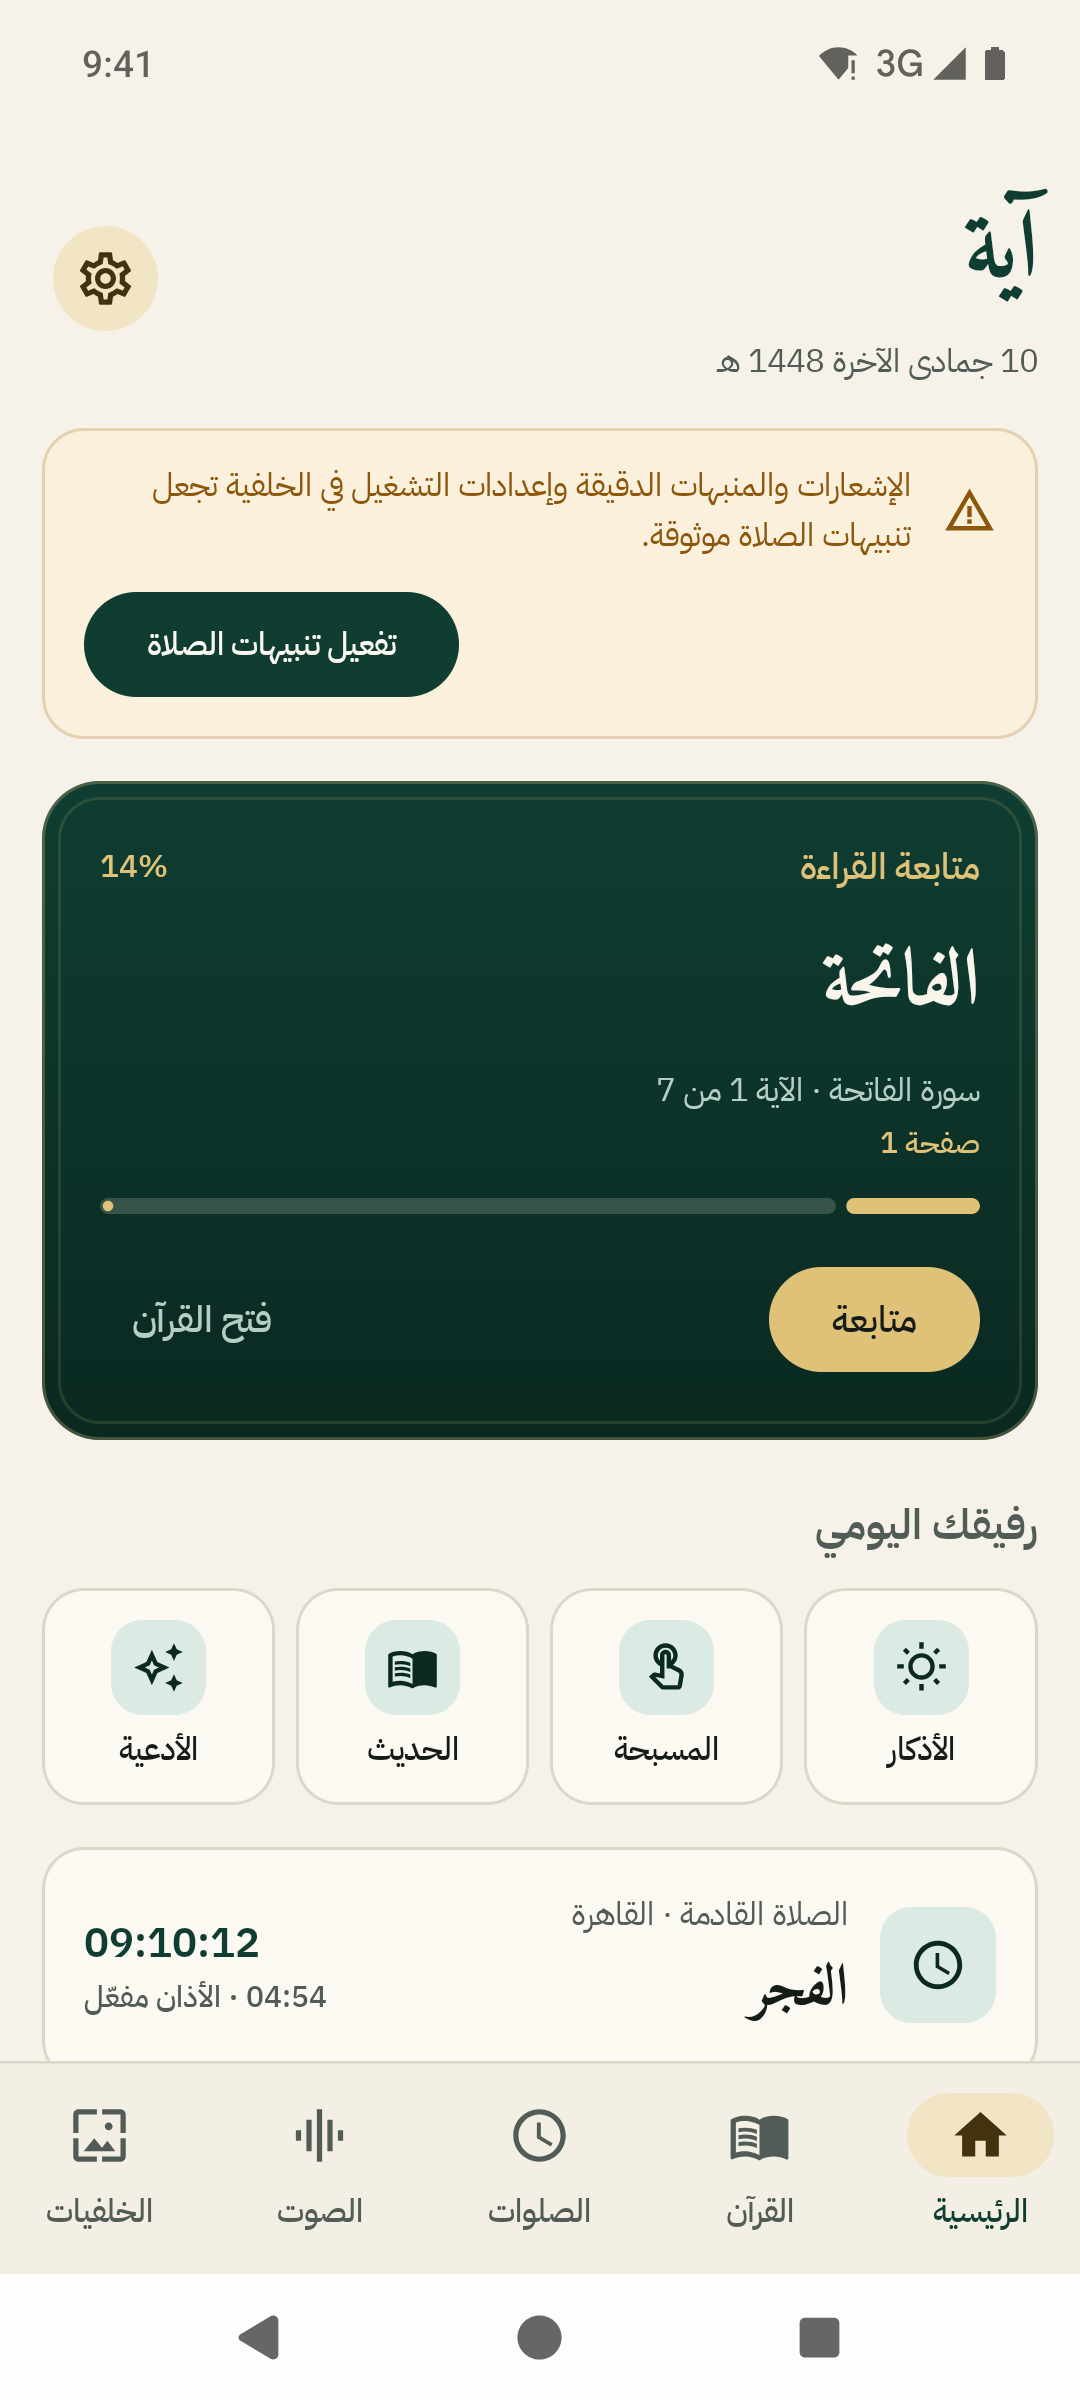 9:41
3G
آية
10 جمادى الآخرة 1448 هـ
الإشعارات والمنبهات الدقيقة وإعدادات التشغيل في الخلفية تجعل
تنبيهات الصلاة موثوقة.
تفعيل تنبيهات الصلاة
متابعة القراءة
14%
الفاتحة
سورة الفاتحة · الآية 1 من 7
صفحة 1
متابعة
فتح القرآن
رفيقك اليومي
الأذكار
المسبحة
الحديث
الأدعية
الصلاة القادمة · القاهرة
الفجر
09:10:12
04:54 · الأذان مفعّل
الرئيسية
القرآن
الصلوات
الصوت
الخلفيات